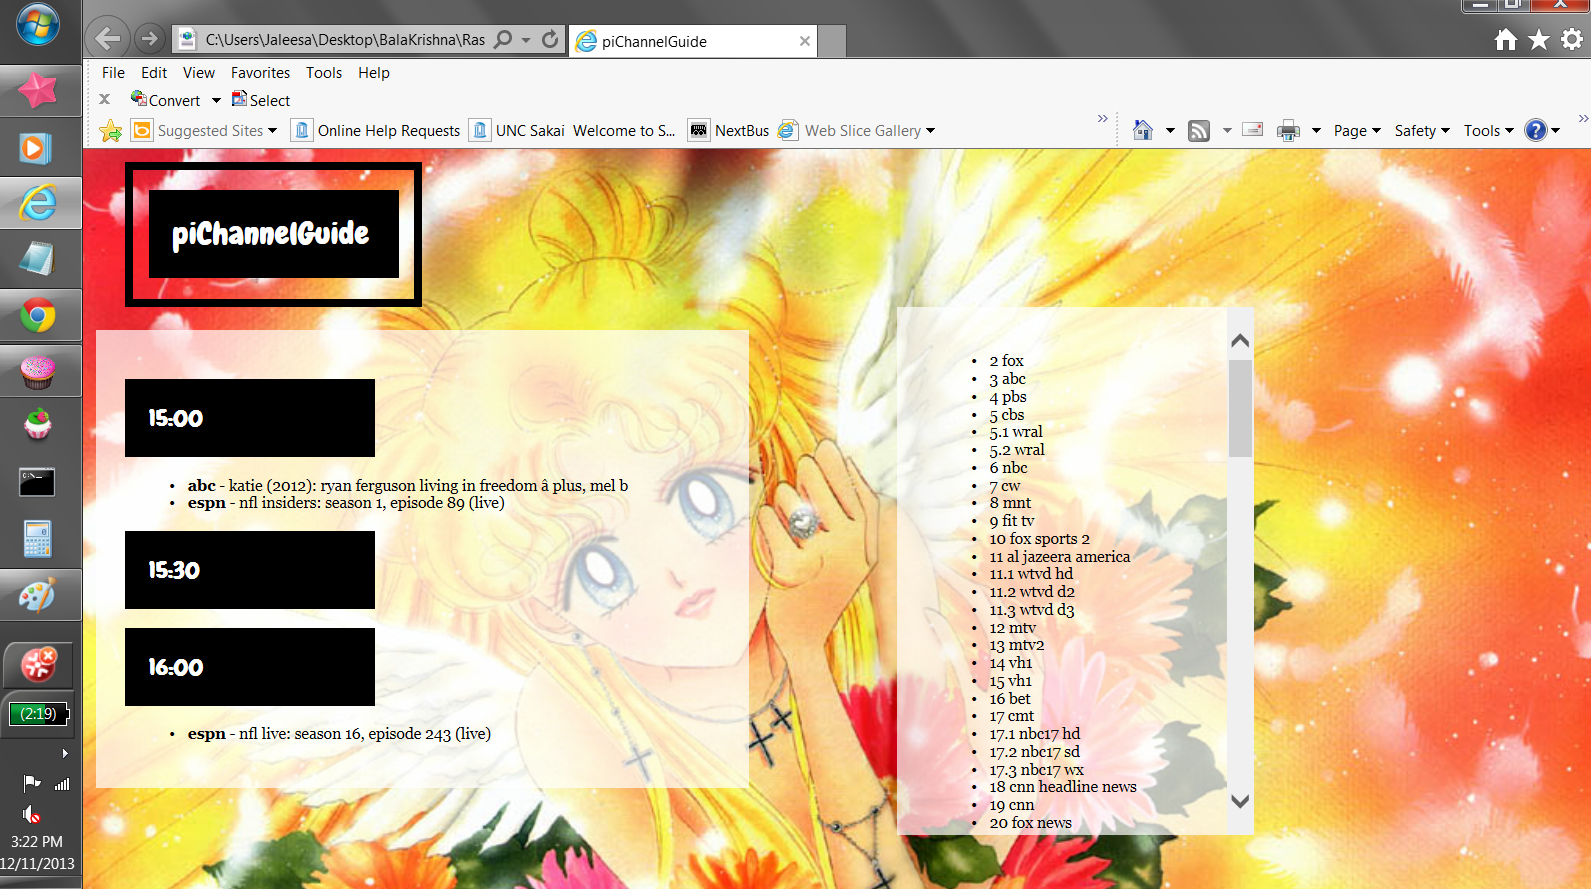 C:\Users\Jaleesa\Desktop\BalaKrishna\Ras
piChannelGuide
File Edit View Favorites Tools Help
Convert Select
Suggested Sites Online Help Requests UNC Sakai Welcome to S... NextBus Web Slice Gallery Page Safety Tools
piChannelGuide
15:00
abc - katie (2012): ryan ferguson living in freedom â plus, mel b
espn - nfl insiders: season 1, episode 89 (live)
15:30
16:00
espn - nfl live: season 16, episode 243 (live)
2 fox
3 abc
4 pbs
5 cbs
5.1 wral
5.2 wral
6 nbc
7 cw
8 mnt
9 fit tv
10 fox sports 2
11 al jazeera america
11.1 wtvd hd
11.2 wtvd d2
11.3 wtvd d3
12 mtv
13 mtv2
14 vh1
15 vh1
16 bet
17 cmt
17.1 nbc17 hd
17.2 nbc17 sd
17.3 nbc17 wx
18 cnn headline news
19 cnn
20 fox news
(2:19)
3:22 PM
12/11/2013